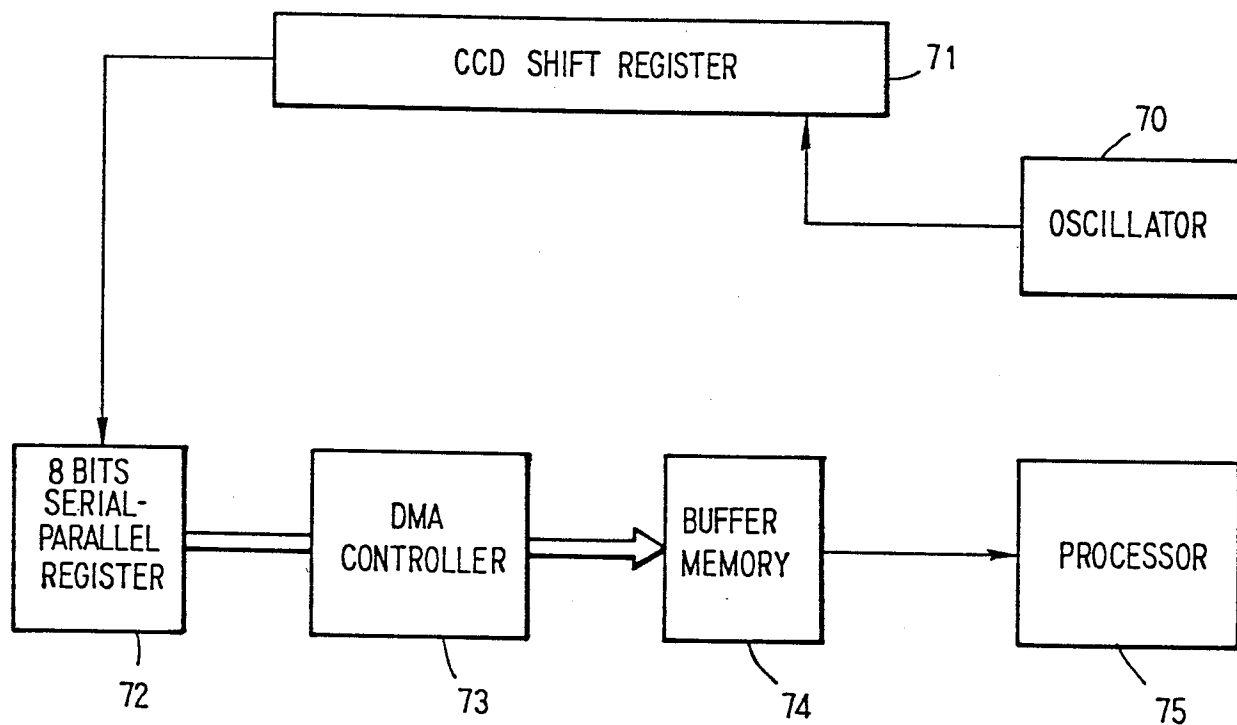 CCD SHIFT REGISTER
71
70
OSCILLATOR
8 BITS
SERIAL-
PARALLEL
REGISTER
72
DMA
CONTROLLER
73
BUFFER
MEMORY
74
PROCESSOR
75